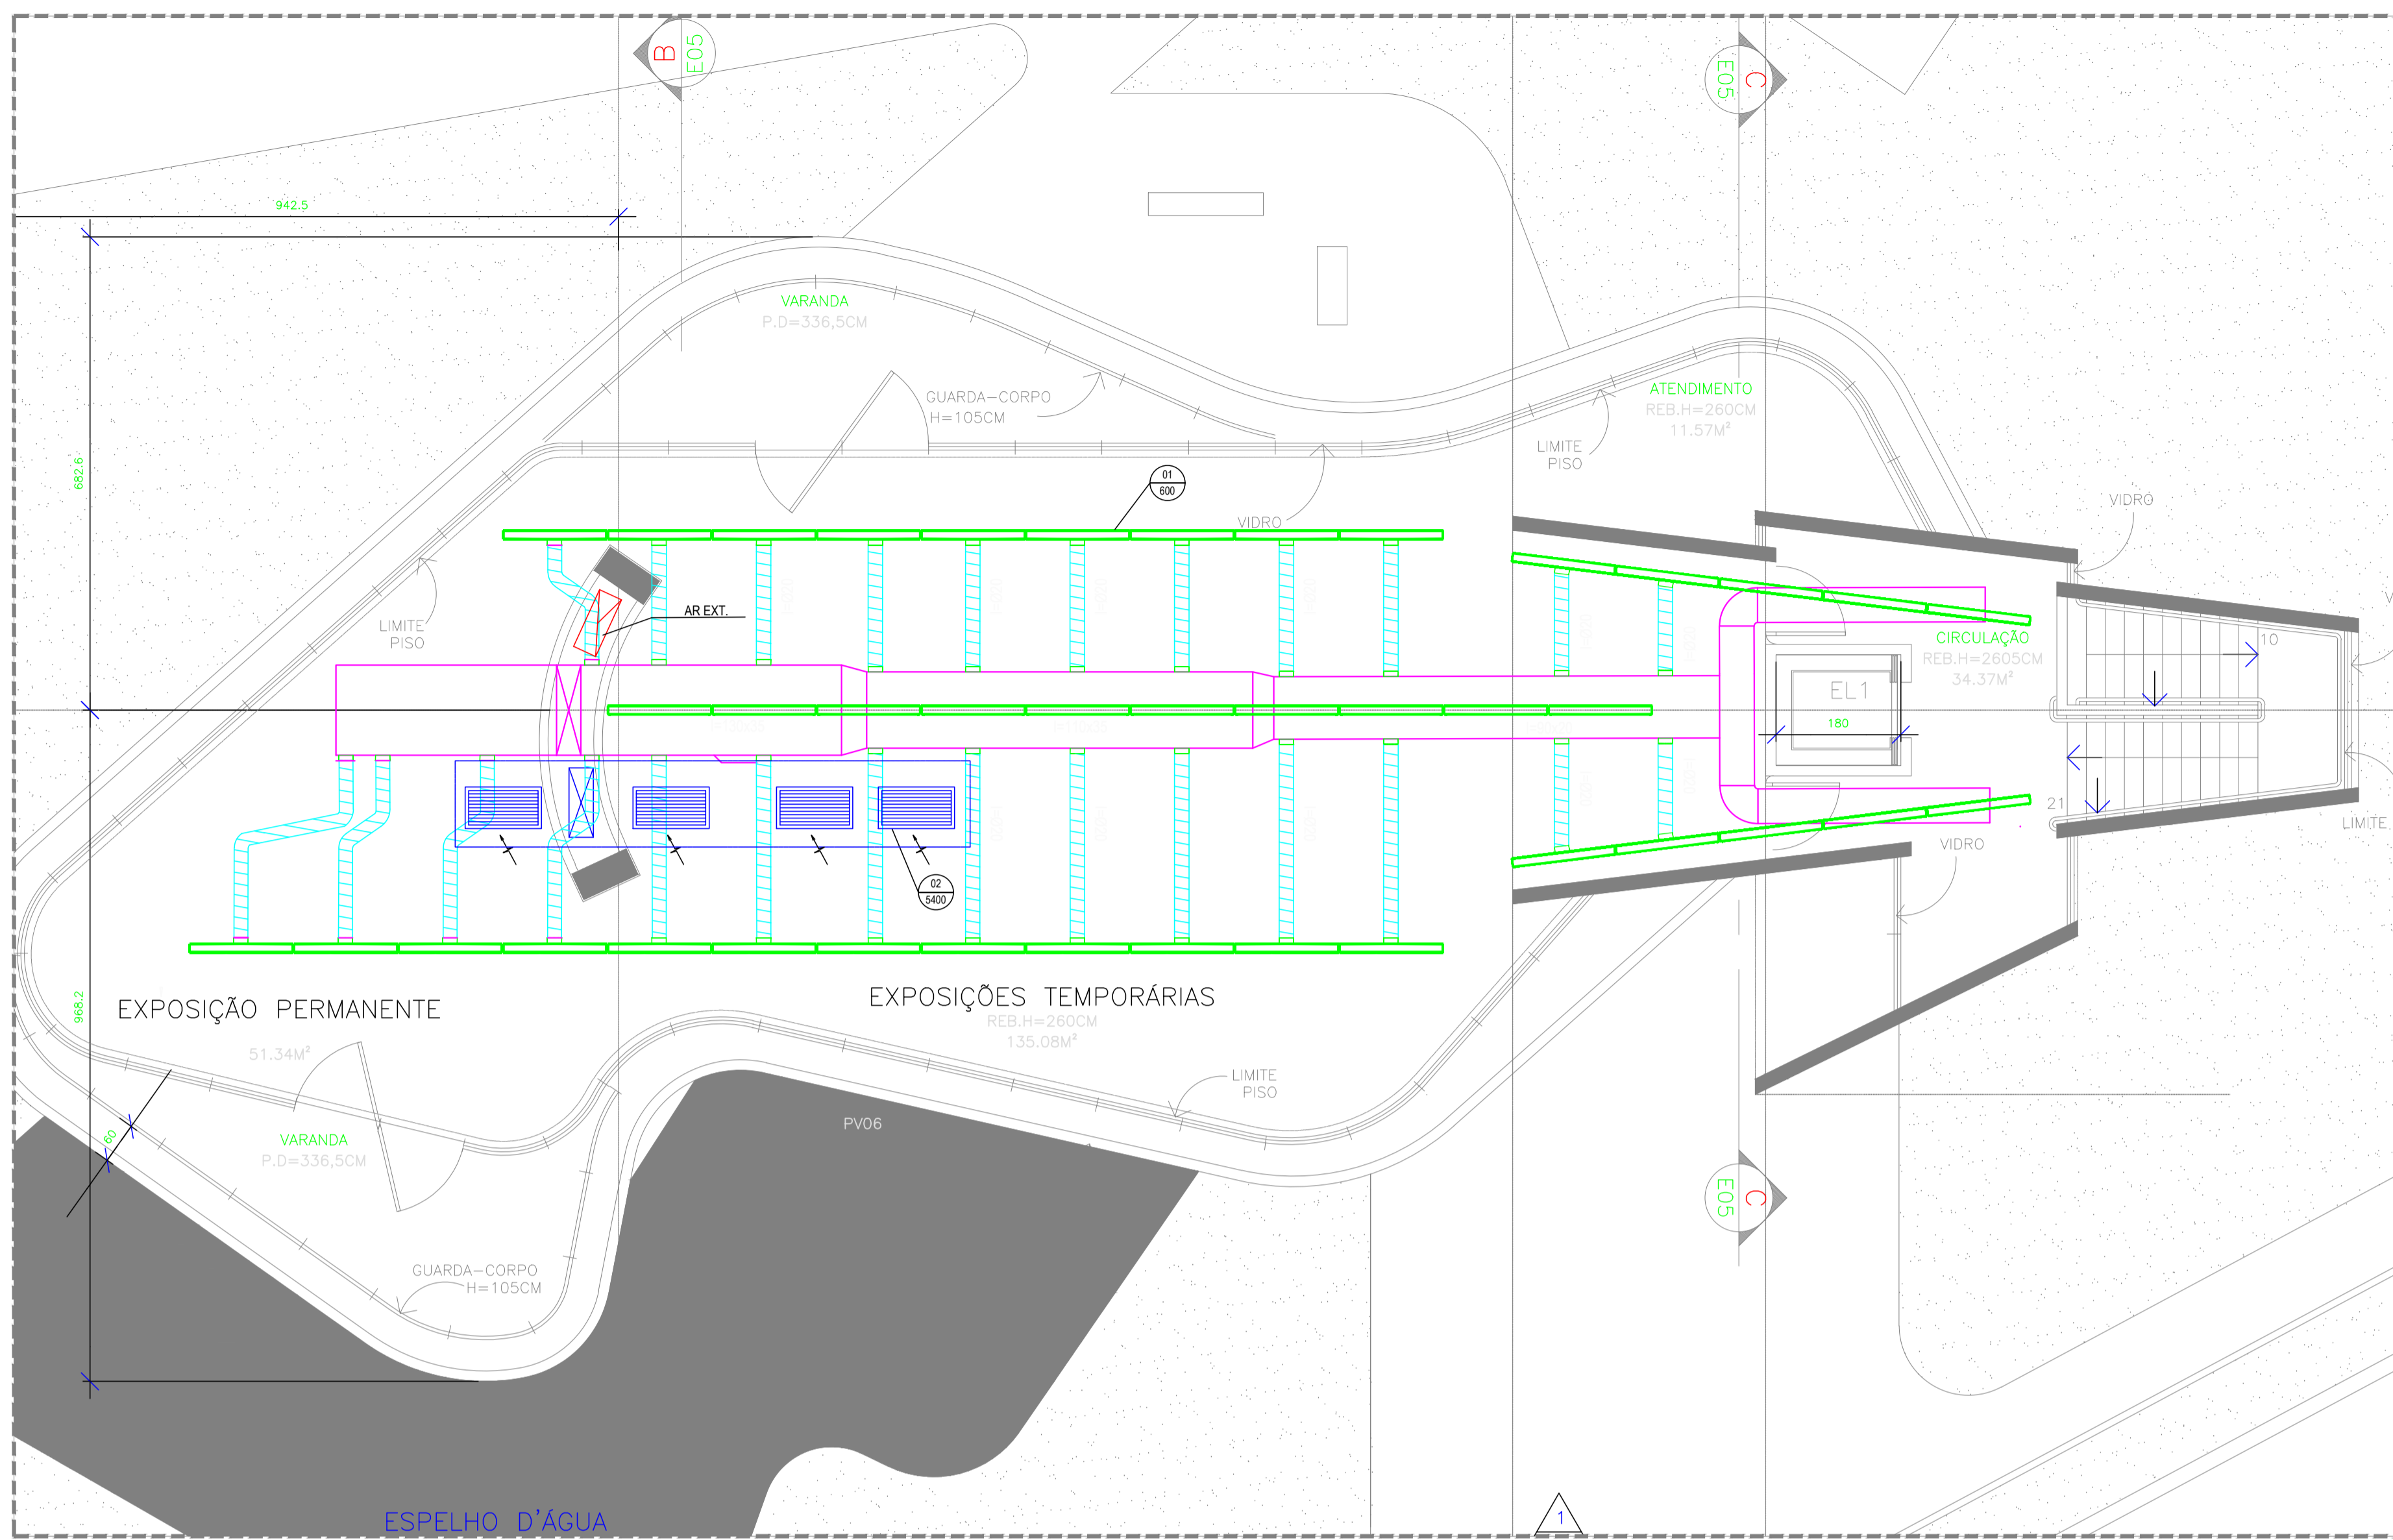 B
E05
E05
C
942.5
VARANDA
P.D=336,5CM
GUARDA-CORPO
H=105CM
ATENDIMENTO
REB.H=260CM
11.57M²
LIMITE
PISO
682.6
01
600
VIDRO
VIDRO
LIMITE
PISO
AR EXT.
CIRCULAÇÃO
REB.H=2605CM
34.37M²
10
EL1
180
21
LIMITE
VIDRO
02
5400
968.2
EXPOSIÇÃO PERMANENTE
51.34M²
EXPOSIÇÕES TEMPORÁRIAS
REB.H=260CM
135.08M²
LIMITE
PISO
PV06
60
VARANDA
P.D=336,5CM
E05
C
GUARDA-CORPO
H=105CM
ESPELHO D'ÁGUA
1